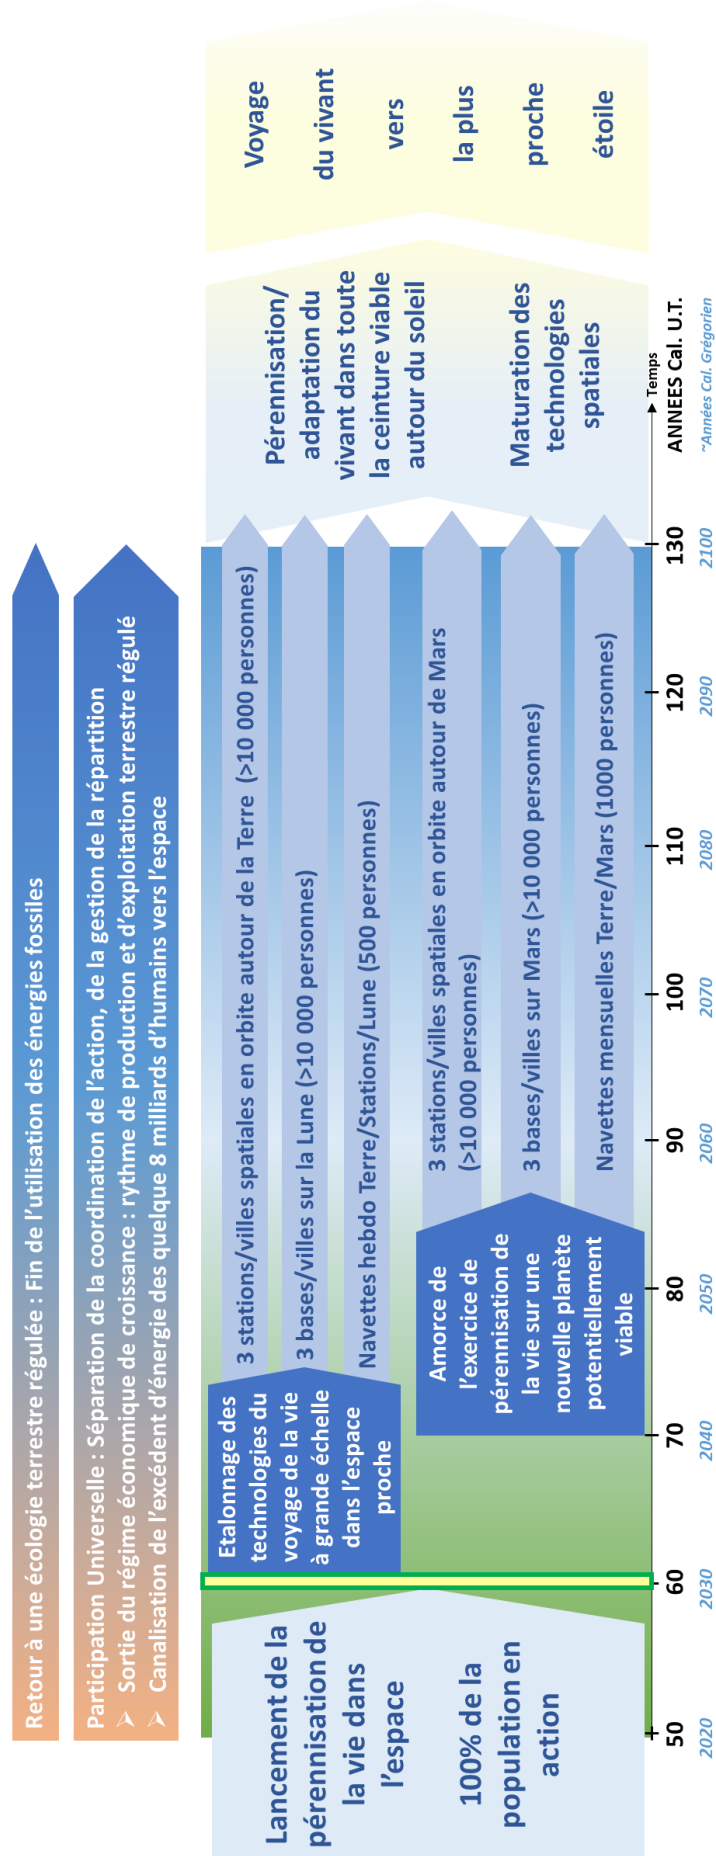 Retour à une écologie terrestre régulée : Fin de l'utilisation des énergies fossiles
Participation Universelle : Séparation de la coordination de l'action, de la gestion de la répartition
➢ Sortie du régime économique de croissance : rythme de production et d'exploitation terrestre régulé
➢ Canalisation de l'excédent d'énergie des quelque 8 milliards d'humains vers l'espace
Lancement de la
pérennisation de
la vie dans
l'espace
100% de la
population en
action
Etalonnage des
technologies du
voyage de la vie
à grande échelle
dans l'espace
proche
3 stations/villes spatiales en orbite autour de la Terre (>10 000 personnes)
3 bases/villes sur la Lune (>10 000 personnes)
Navettes hebdo Terre/Stations/Lune (500 personnes)
Amorce de
l'exercice de
pérennisation de
la vie sur une
nouvelle planète
potentiellement
viable
3 stations/villes spatiales en orbite autour de Mars
(>10 000 personnes)
3 bases/villes sur Mars (>10 000 personnes)
Navettes mensuelles Terre/Mars (1000 personnes)
Pérennisation/
adaptation du
vivant dans toute
la ceinture viable
autour du soleil
Maturation des
technologies
spatiales
Voyage
du vivant
vers
la plus
proche
étoile
Temps
50 60 70 80 90 100 110 120 130 ANNEES Cal. U.T.
2020 2030 2040 2050 2060 2070 2080 2090 2100 ~Années Cal. Grégorien